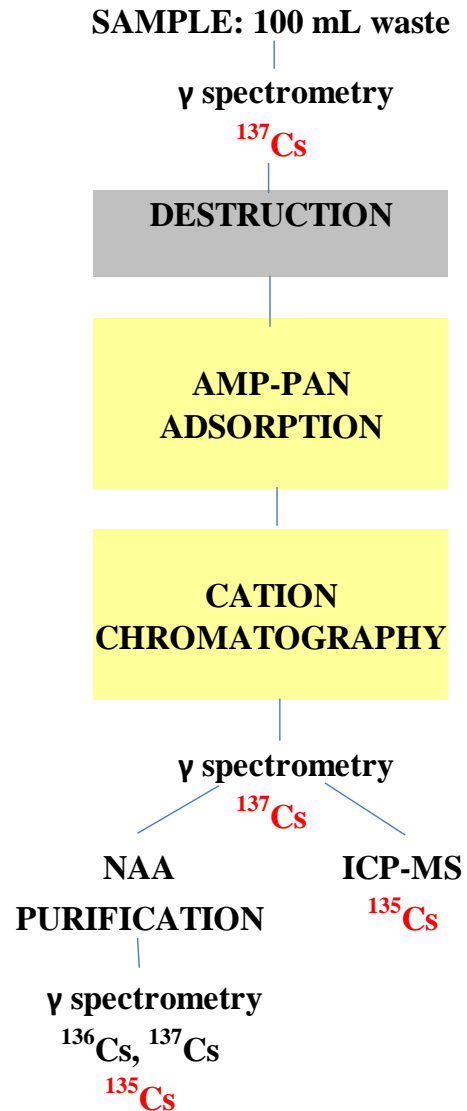 SAMPLE: 100 mL waste
γ spectrometry
¹³⁷Cs
DESTRUCTION
AMP-PAN
ADSORPTION
CATION
CHROMATOGRAPHY
γ spectrometry
¹³⁷Cs
NAA
PURIFICATION
γ spectrometry
¹³⁶Cs, ¹³⁷Cs
¹³⁵Cs
ICP-MS
¹³⁵Cs